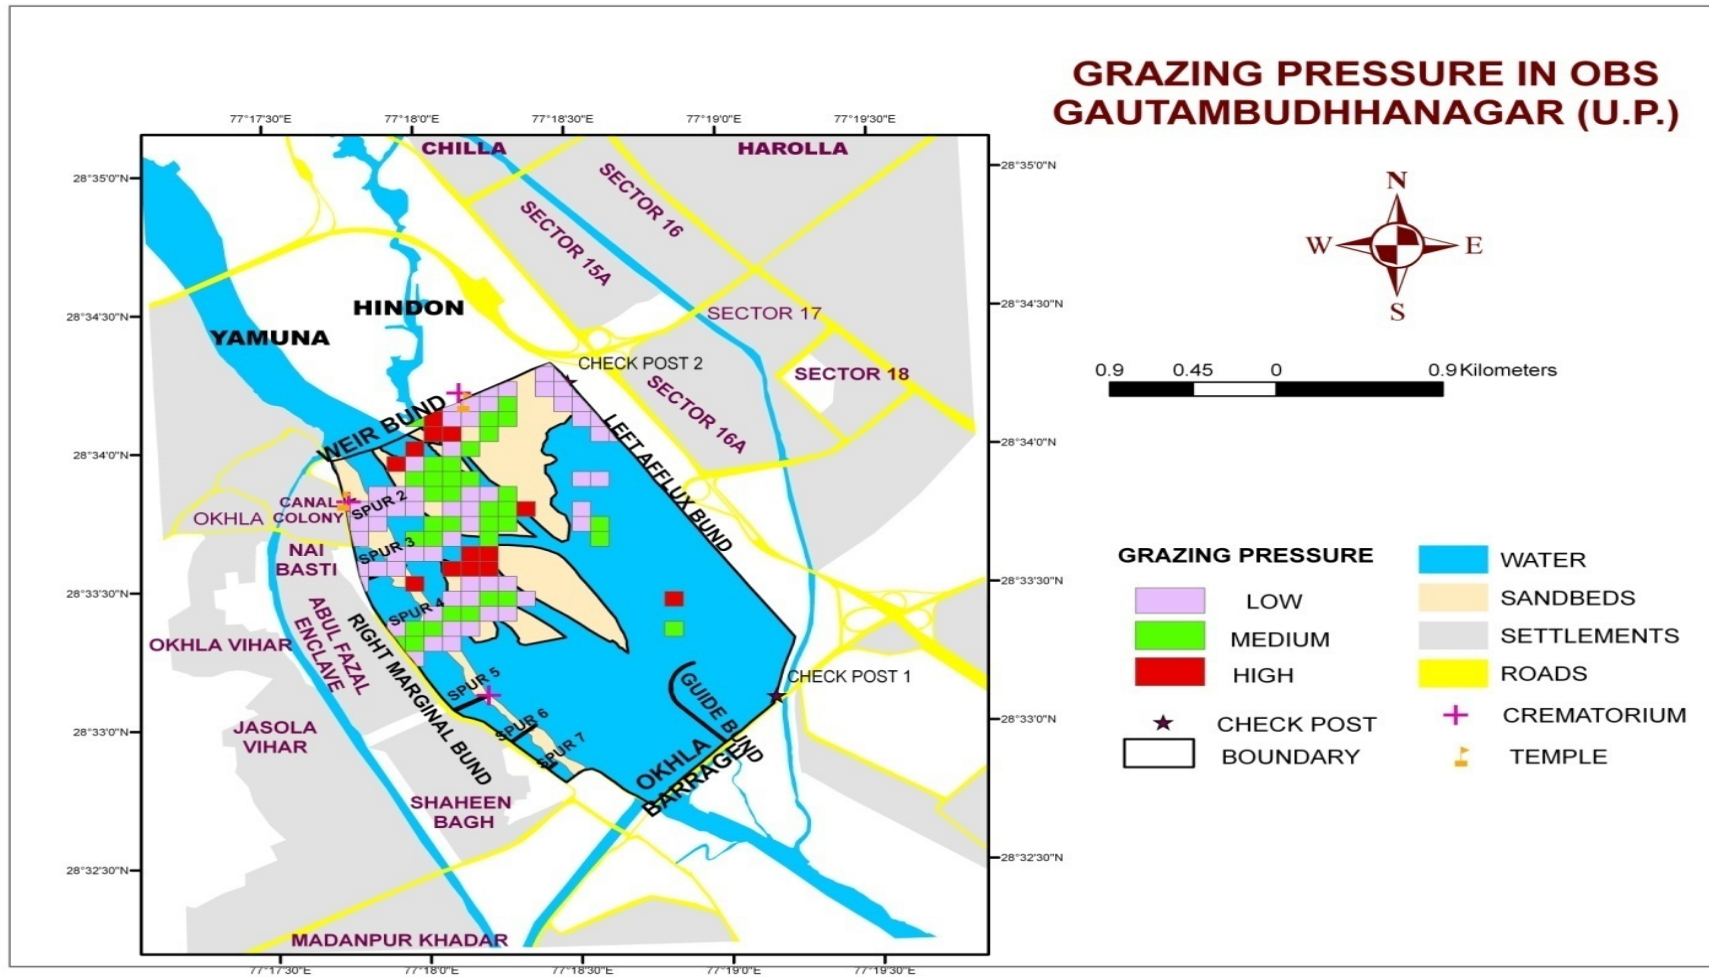 GRAZING PRESSURE IN OBS
GAUTAMBUDHHANAGAR (U.P.)
77°17'30"E 77°18'0"E 77°18'30"E 77°19'0"E 77°19'30"E
CHILLA
HAROLLA
28°35'0"N
28°35'0"N
N
W E
S
SECTOR 16
SECTOR 15A
HINDON
YAMUNA
28°34'30"N
28°34'30"N
SECTOR 17
CHECK POST 2
SECTOR 18
SECTOR 16A
0.9 0.45 0 0.9 Kilometers
WEIR BUND
LEFT AFFLUX BUND
28°34'0"N
28°34'0"N
CANAL
COLONY
OKHLA
SPUR 2
NAI
BASTI
SPUR 3
28°33'30"N
28°33'30"N
ABUL FAZAL
ENCLAVE
SPUR 4
RIGHT MARGINAL BUND
OKHLA VIHAR
SPUR 5
CHECK POST 1
GUIDE BUND
JASOLA
VIHAR
SPUR 6
SPUR 7
28°33'0"N
28°33'0"N
OKHLA
BARRAGE
SHAHEEN
BAGH
28°32'30"N
28°32'30"N
MADANPUR KHADAR
77°17'30"E 77°18'0"E 77°18'30"E 77°19'0"E 77°19'30"E
GRAZING PRESSURE
LOW
MEDIUM
HIGH
CHECK POST
BOUNDARY
WATER
SANDBEDS
SETTLEMENTS
ROADS
CREMATORIUM
TEMPLE